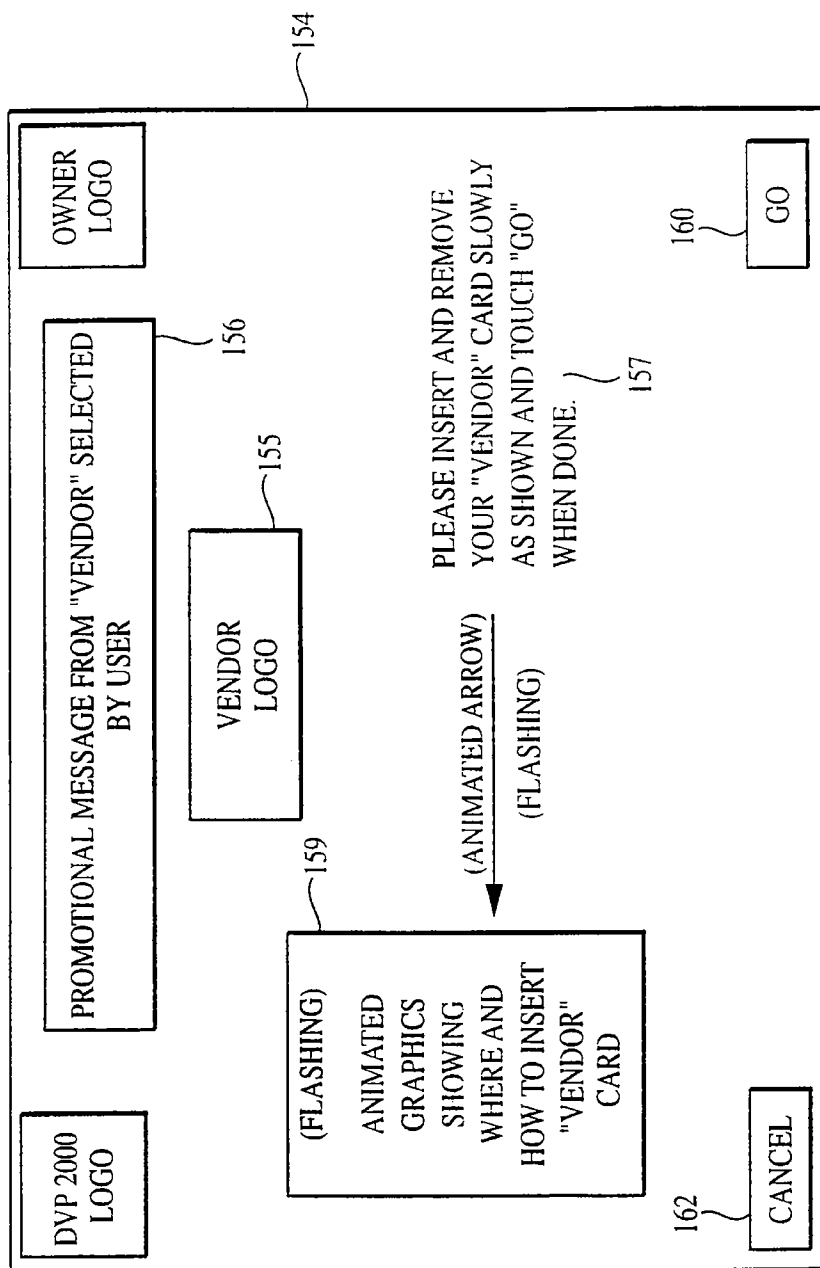 DVP 2000
LOGO
PROMOTIONAL MESSAGE FROM "VENDOR" SELECTED
BY USER
156
OWNER
LOGO
154
VENDOR
LOGO
155
159
(FLASHING)
ANIMATED
GRAPHICS
SHOWING
WHERE AND
HOW TO INSERT
"VENDOR"
CARD
(ANIMATED ARROW)
(FLASHING)
PLEASE INSERT AND REMOVE
YOUR "VENDOR" CARD SLOWLY
AS SHOWN AND TOUCH "GO"
WHEN DONE.
157
162
CANCEL
160
GO